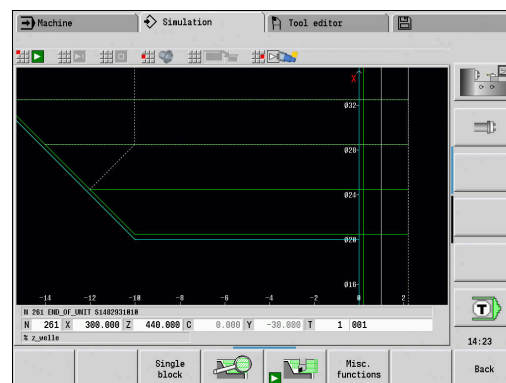 Machine Simulation Tool editor
X
ø32
ø28
ø24
ø20
ø16
-14 -12 -10 -8 -6 -4 -2 0 2
N 261 END_OF_UNIT S1482931010
N 261 X 300.000 Z 440.000 C 0.000 Y -30.000 T 1 001
% z_welle
T
14:23
Single block Misc. functions Back